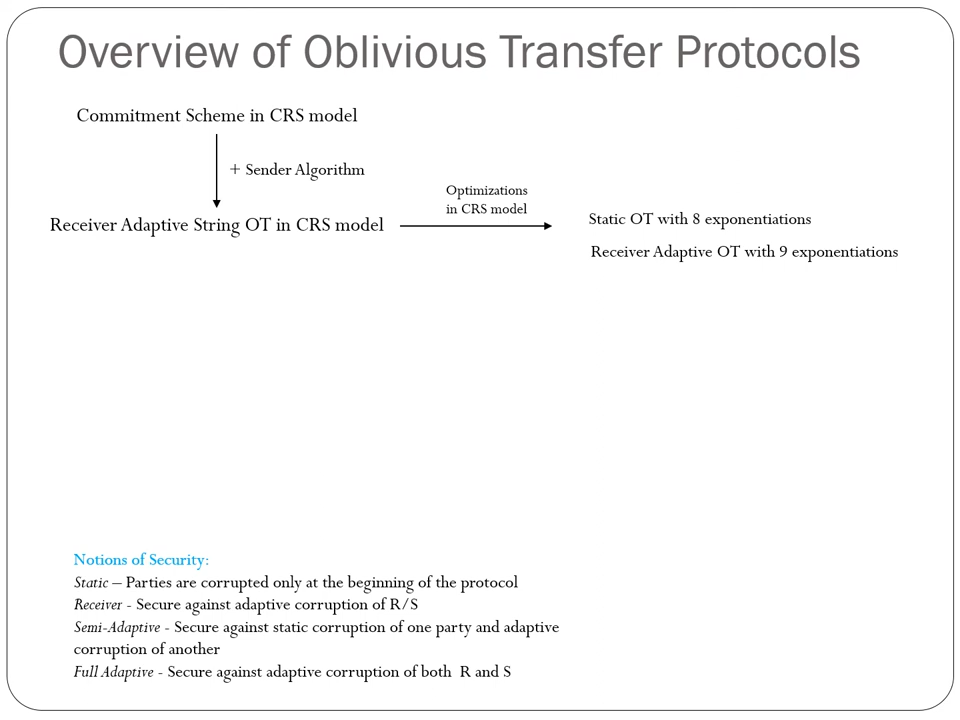 Overview of Oblivious Transfer Protocols
Commitment Scheme in CRS model
+ Sender Algorithm
Optimizations
in CRS model
Receiver Adaptive String OT in CRS model
Static OT with 8 exponentiations
Receiver Adaptive OT with 9 exponentiations
Notions of Security:
Static – Parties are corrupted only at the beginning of the protocol
Receiver - Secure against adaptive corruption of R/S
Semi-Adaptive - Secure against static corruption of one party and adaptive
corruption of another
Full Adaptive - Secure against adaptive corruption of both R and S